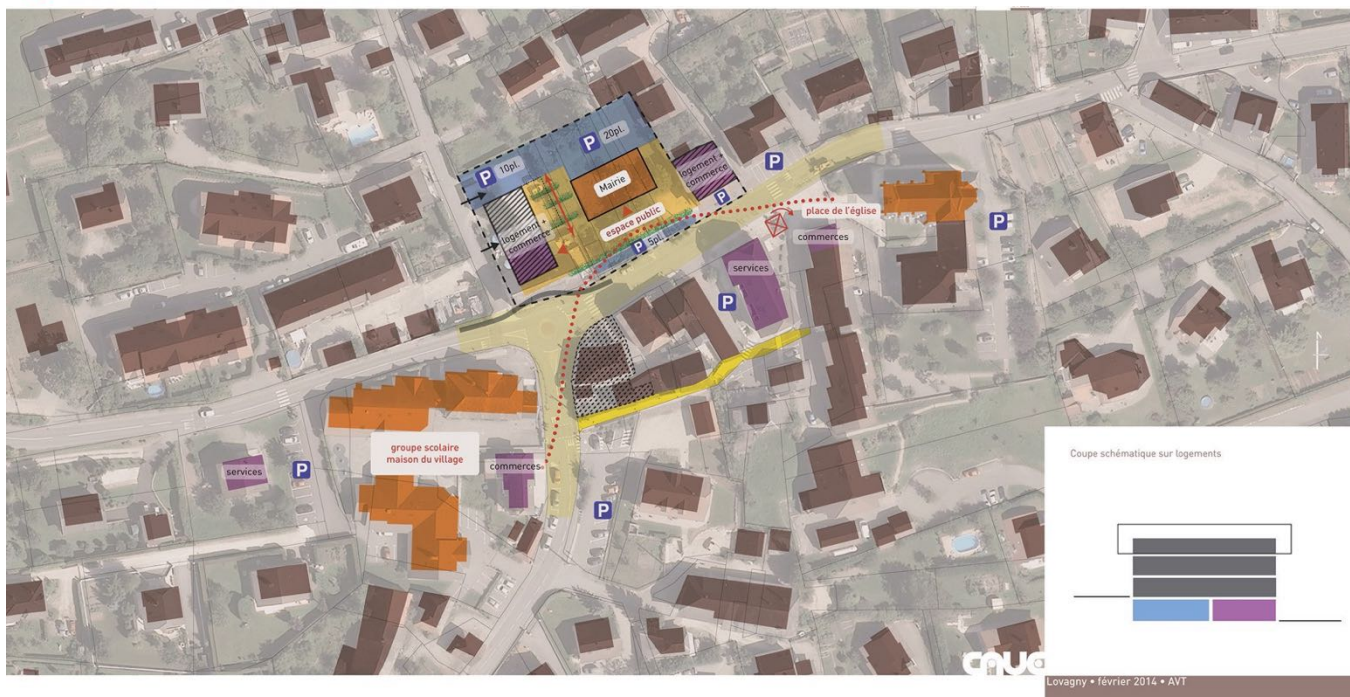 P 20pl.
P 10pl.
Mairie
logement + commerce
P
P
place de l'église
espace public
logement + commerce
P 5pl.
commerces
P
services
P
groupe scolaire
maison du village
commerces
services
P
P
Coupe schématique sur logements
Lovagny • février 2014 • AVT